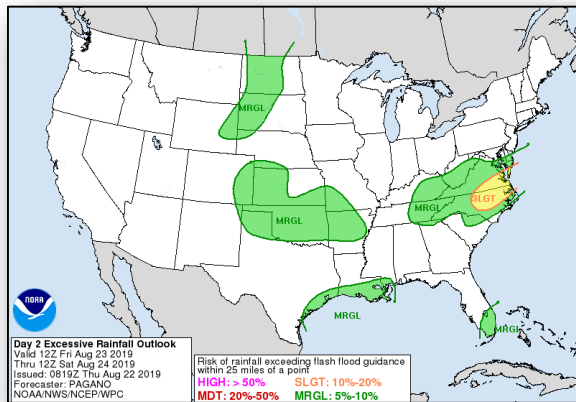 MRGL
MRGL
MRGL
SLGT
MRGL
MRGL
NOAA
Day 2 Excessive Rainfall Outlook
Valid 12Z Fri Aug 23 2019
Thru 12Z Sat Aug 24 2019
Issued: 0819Z Thu Aug 22 2019
Forecaster: PAGANO
NOAA/NWS/NCEP/WPC
Risk of rainfall exceeding flash flood guidance
within 25 miles of a point
HIGH: > 50% SLGT: 10%-20%
MDT: 20%-50% MRGL: 5%-10%